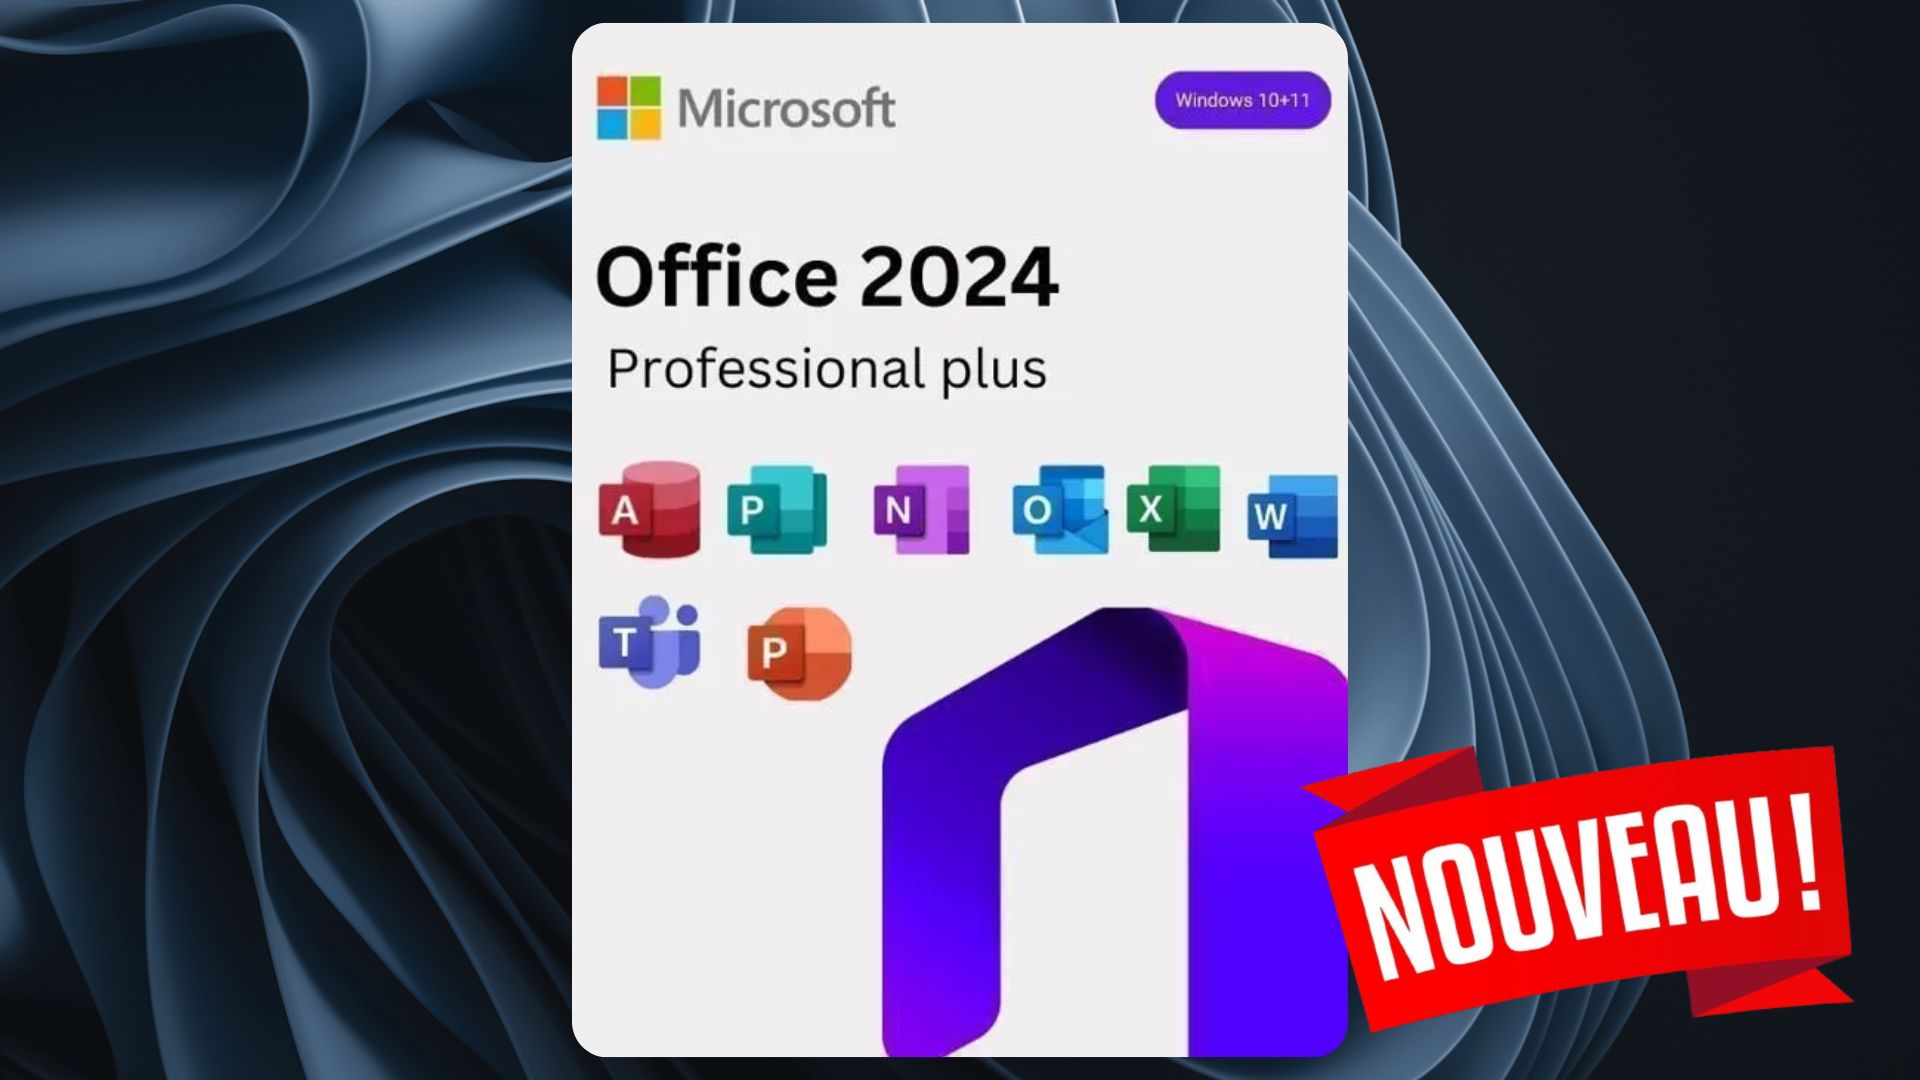 Microsoft
Windows 10+11
Office 2024
Professional plus
A P N O X W
T P
NOUVEAU!